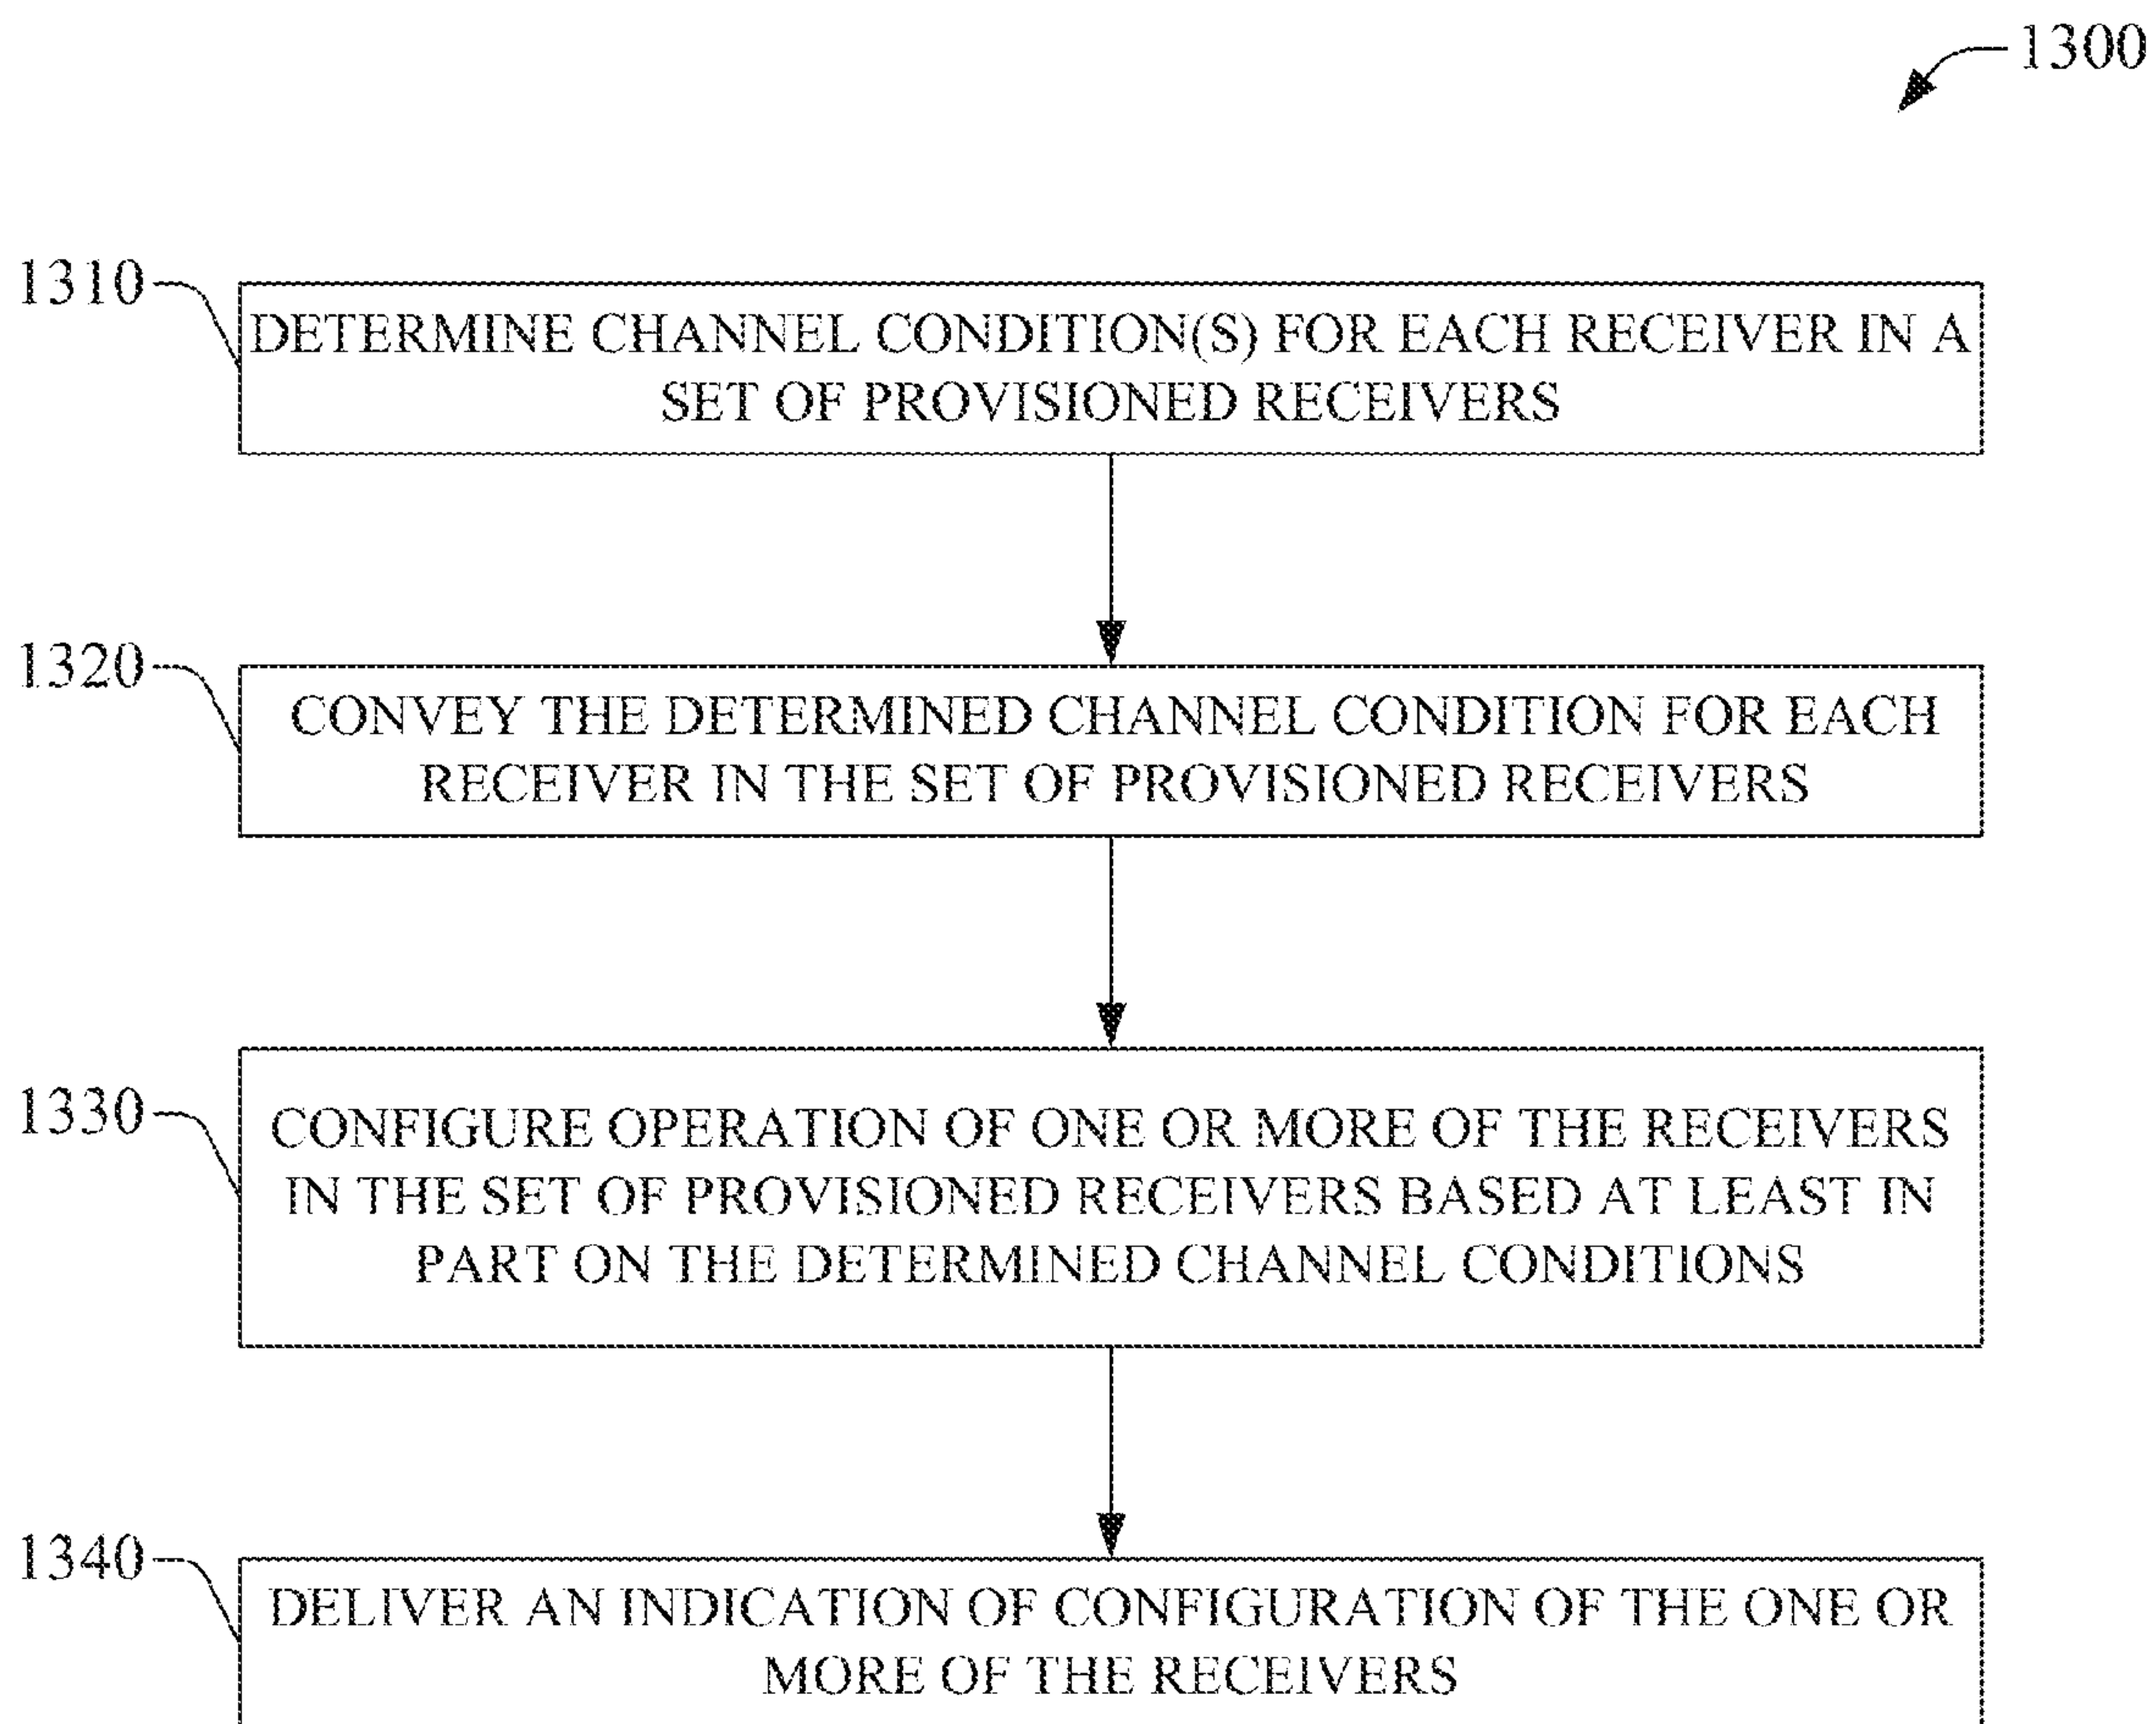 1300
1310
DETERMINE CHANNEL CONDITION(S) FOR EACH RECEIVER IN A
SET OF PROVISIONED RECEIVERS
1320
CONVEY THE DETERMINED CHANNEL CONDITION FOR EACH
RECEIVER IN THE SET OF PROVISIONED RECEIVERS
1330
CONFIGURE OPERATION OF ONE OR MORE OF THE RECEIVERS
IN THE SET OF PROVISIONED RECEIVERS BASED AT LEAST IN
PART ON THE DETERMINED CHANNEL CONDITIONS
1340
DELIVER AN INDICATION OF CONFIGURATION OF THE ONE OR
MORE OF THE RECEIVERS